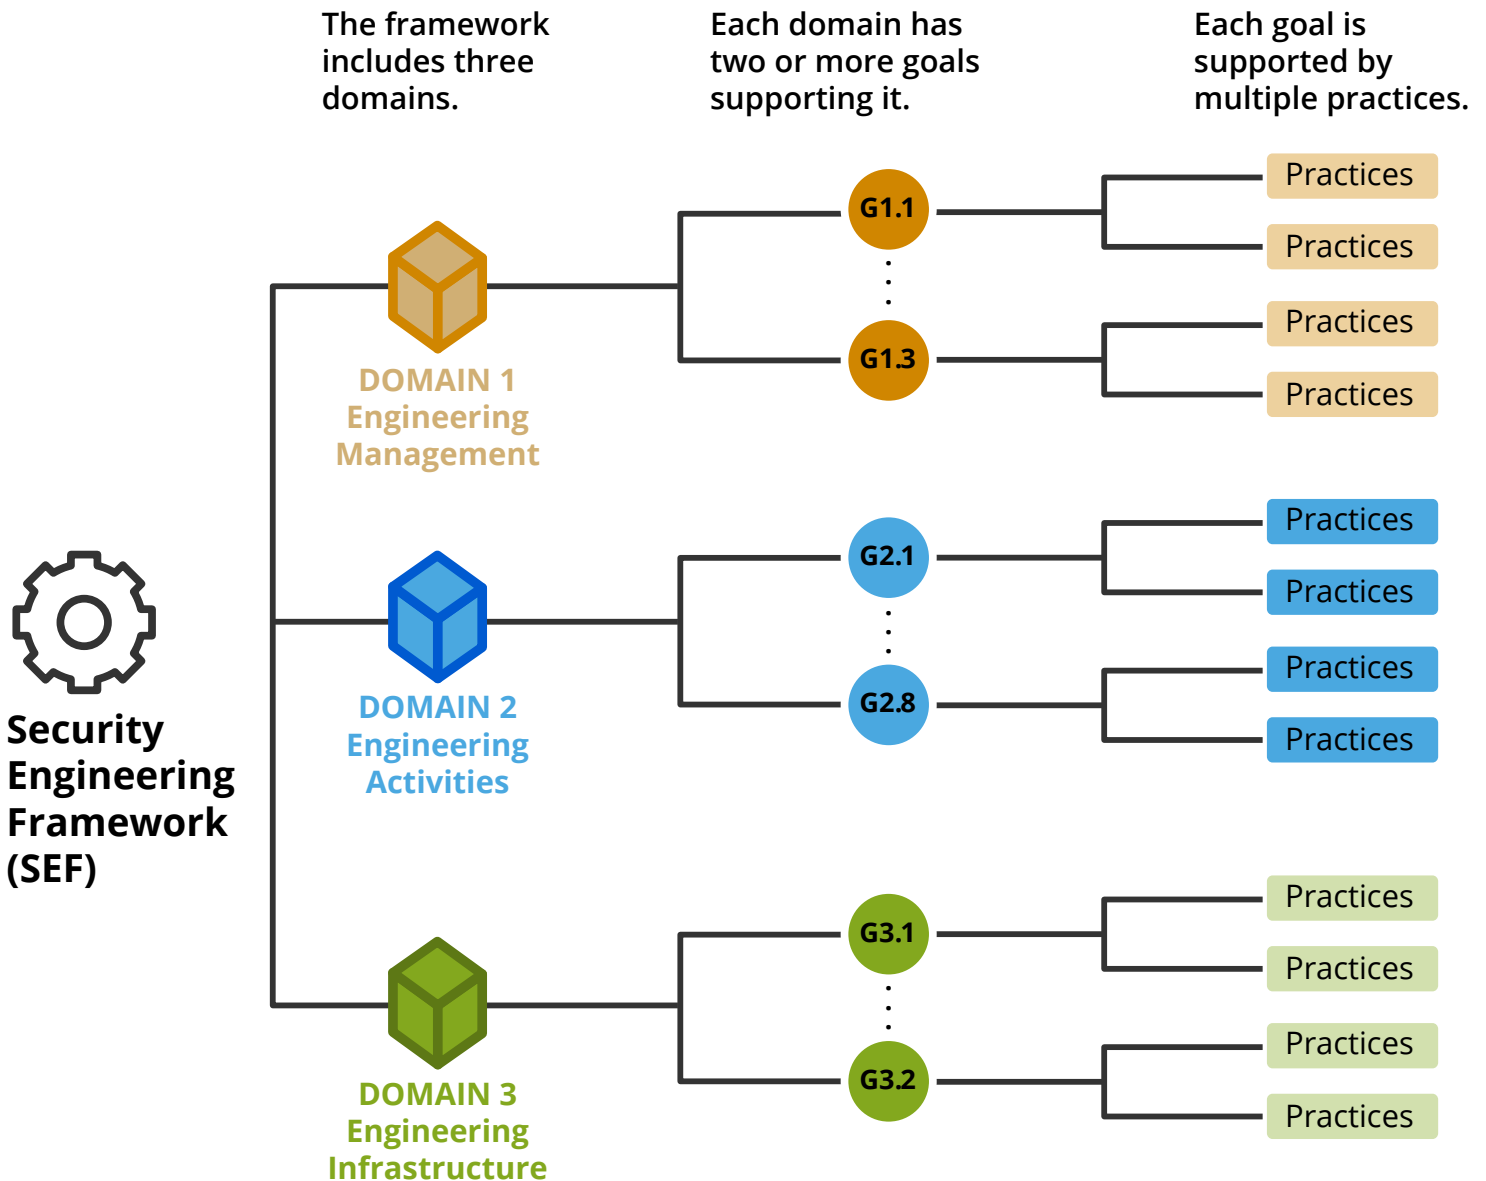 The framework
includes three
domains.
Each domain has
two or more goals
supporting it.
Each goal is
supported by
multiple practices.
Security
Engineering
Framework
(SEF)
DOMAIN 1
Engineering
Management
G1.1
G1.3
Practices
Practices
Practices
Practices
DOMAIN 2
Engineering
Activities
G2.1
G2.8
Practices
Practices
Practices
Practices
DOMAIN 3
Engineering
Infrastructure
G3.1
G3.2
Practices
Practices
Practices
Practices